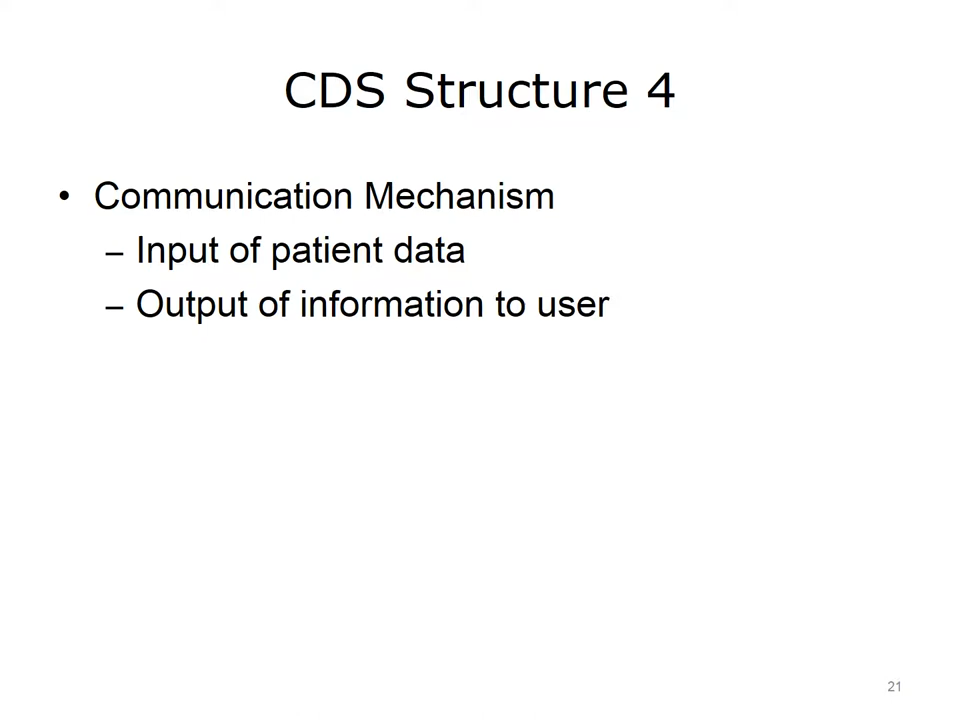 CDS Structure 4
• Communication Mechanism
– Input of patient data
– Output of information to user
21